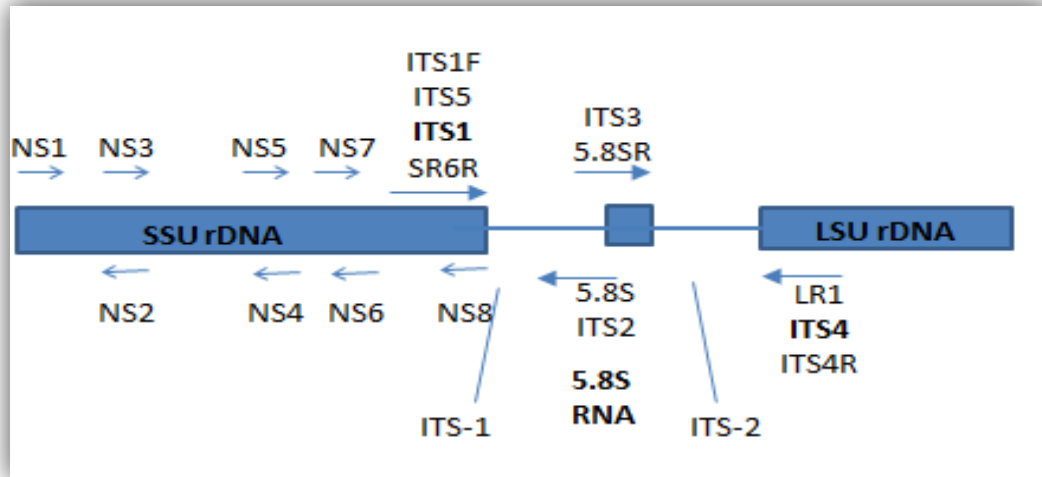 ITS1F
ITS5
ITS1
SR6R
ITS3
5.8SR
NS1 NS3 NS5 NS7
SSU rDNA
LSU rDNA
NS2 NS4 NS6 NS8
5.8S
ITS2
LR1
ITS4
ITS4R
5.8S
RNA
ITS-1
ITS-2